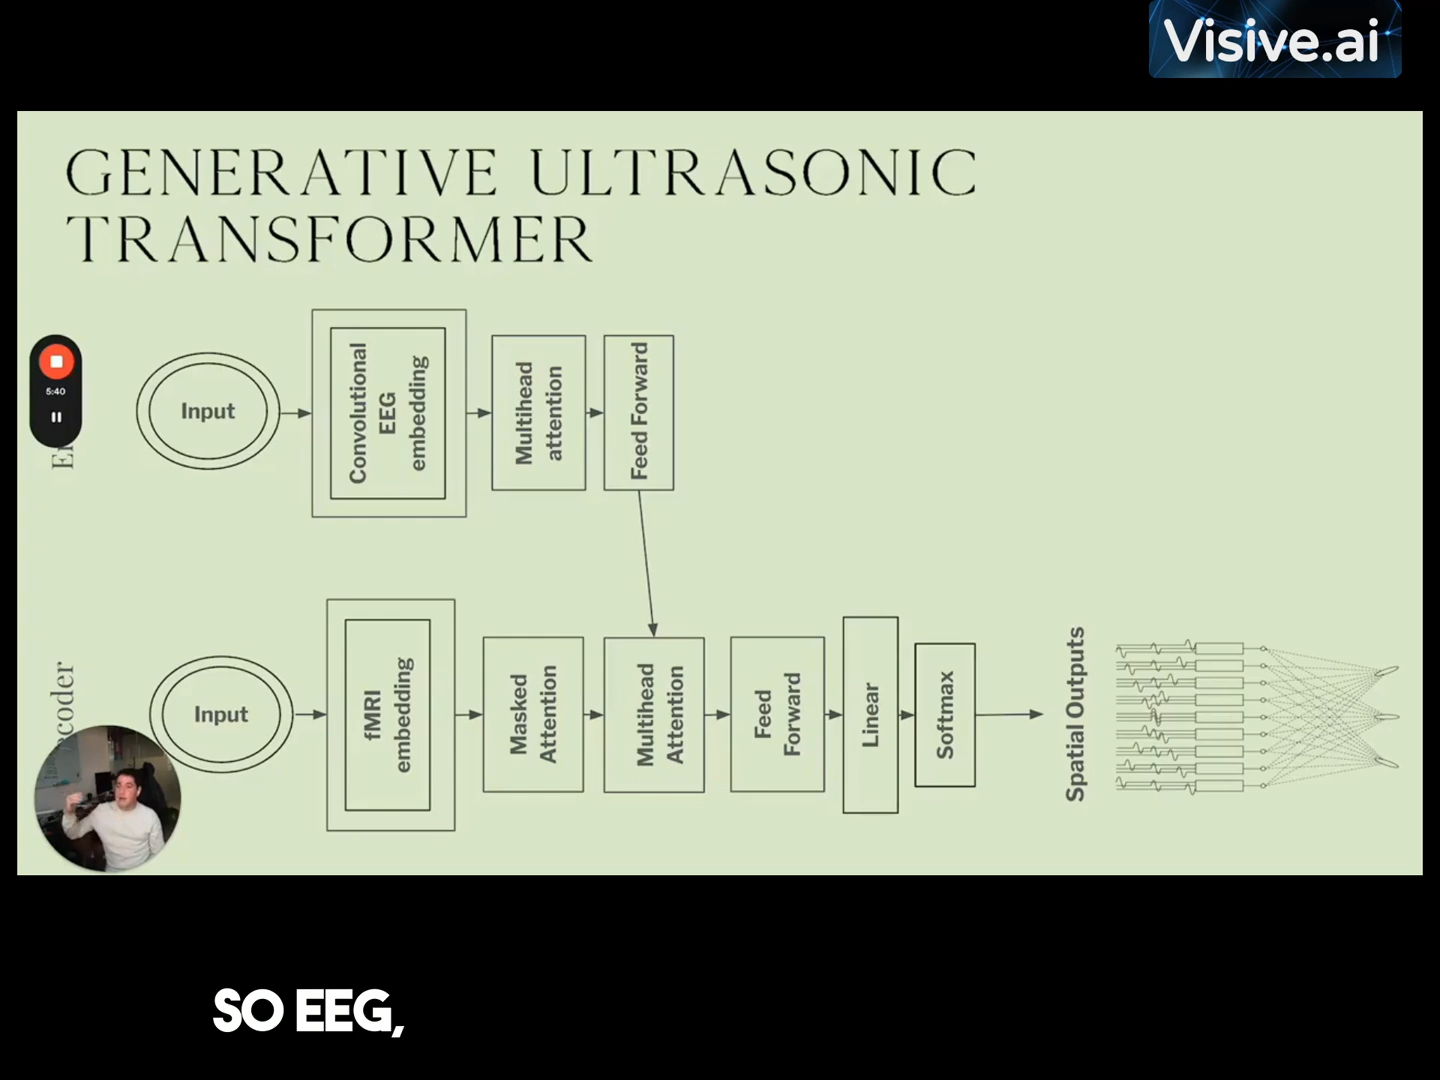 Visive.ai
GENERATIVE ULTRASONIC
TRANSFORMER
5:40
Input
Convolutional
EEG
embedding
Multihead
attention
Feed Forward
Input
fMRI
embedding
Masked
Attention
Multihead
Attention
Feed
Forward
Linear
Softmax
Spatial Outputs
SO EEG,